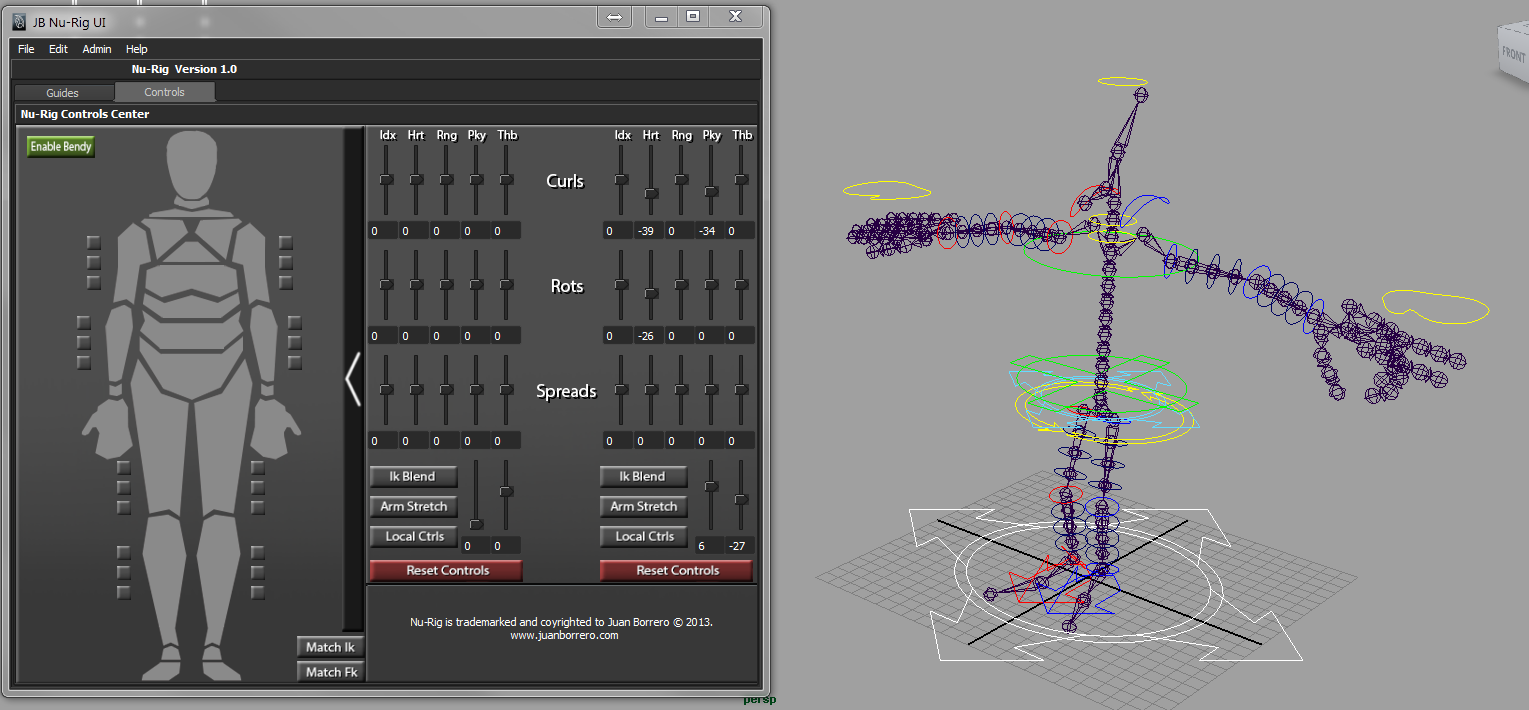 JB Nu-Rig UI
File Edit Admin Help
Nu-Rig Version 1.0
Guides Controls
Nu-Rig Controls Center
Enable Bendy
Idx Hrt Rng Pky Thb Idx Hrt Rng Pky Thb
Curls
0 0 0 0 0 0 -39 0 -34 0
Rots
0 0 0 0 0 0 -26 0 0 0
Spreads
0 0 0 0 0 0 0 0 0 0
Ik Blend Ik Blend
Arm Stretch Arm Stretch
Local Ctrls Local Ctrls
0 0 6 -27
Reset Controls Reset Controls
Nu-Rig is trademarked and coyrighted to Juan Borrero © 2013.
www.juanborrero.com
Match Ik
Match Fk
FRONT
persp